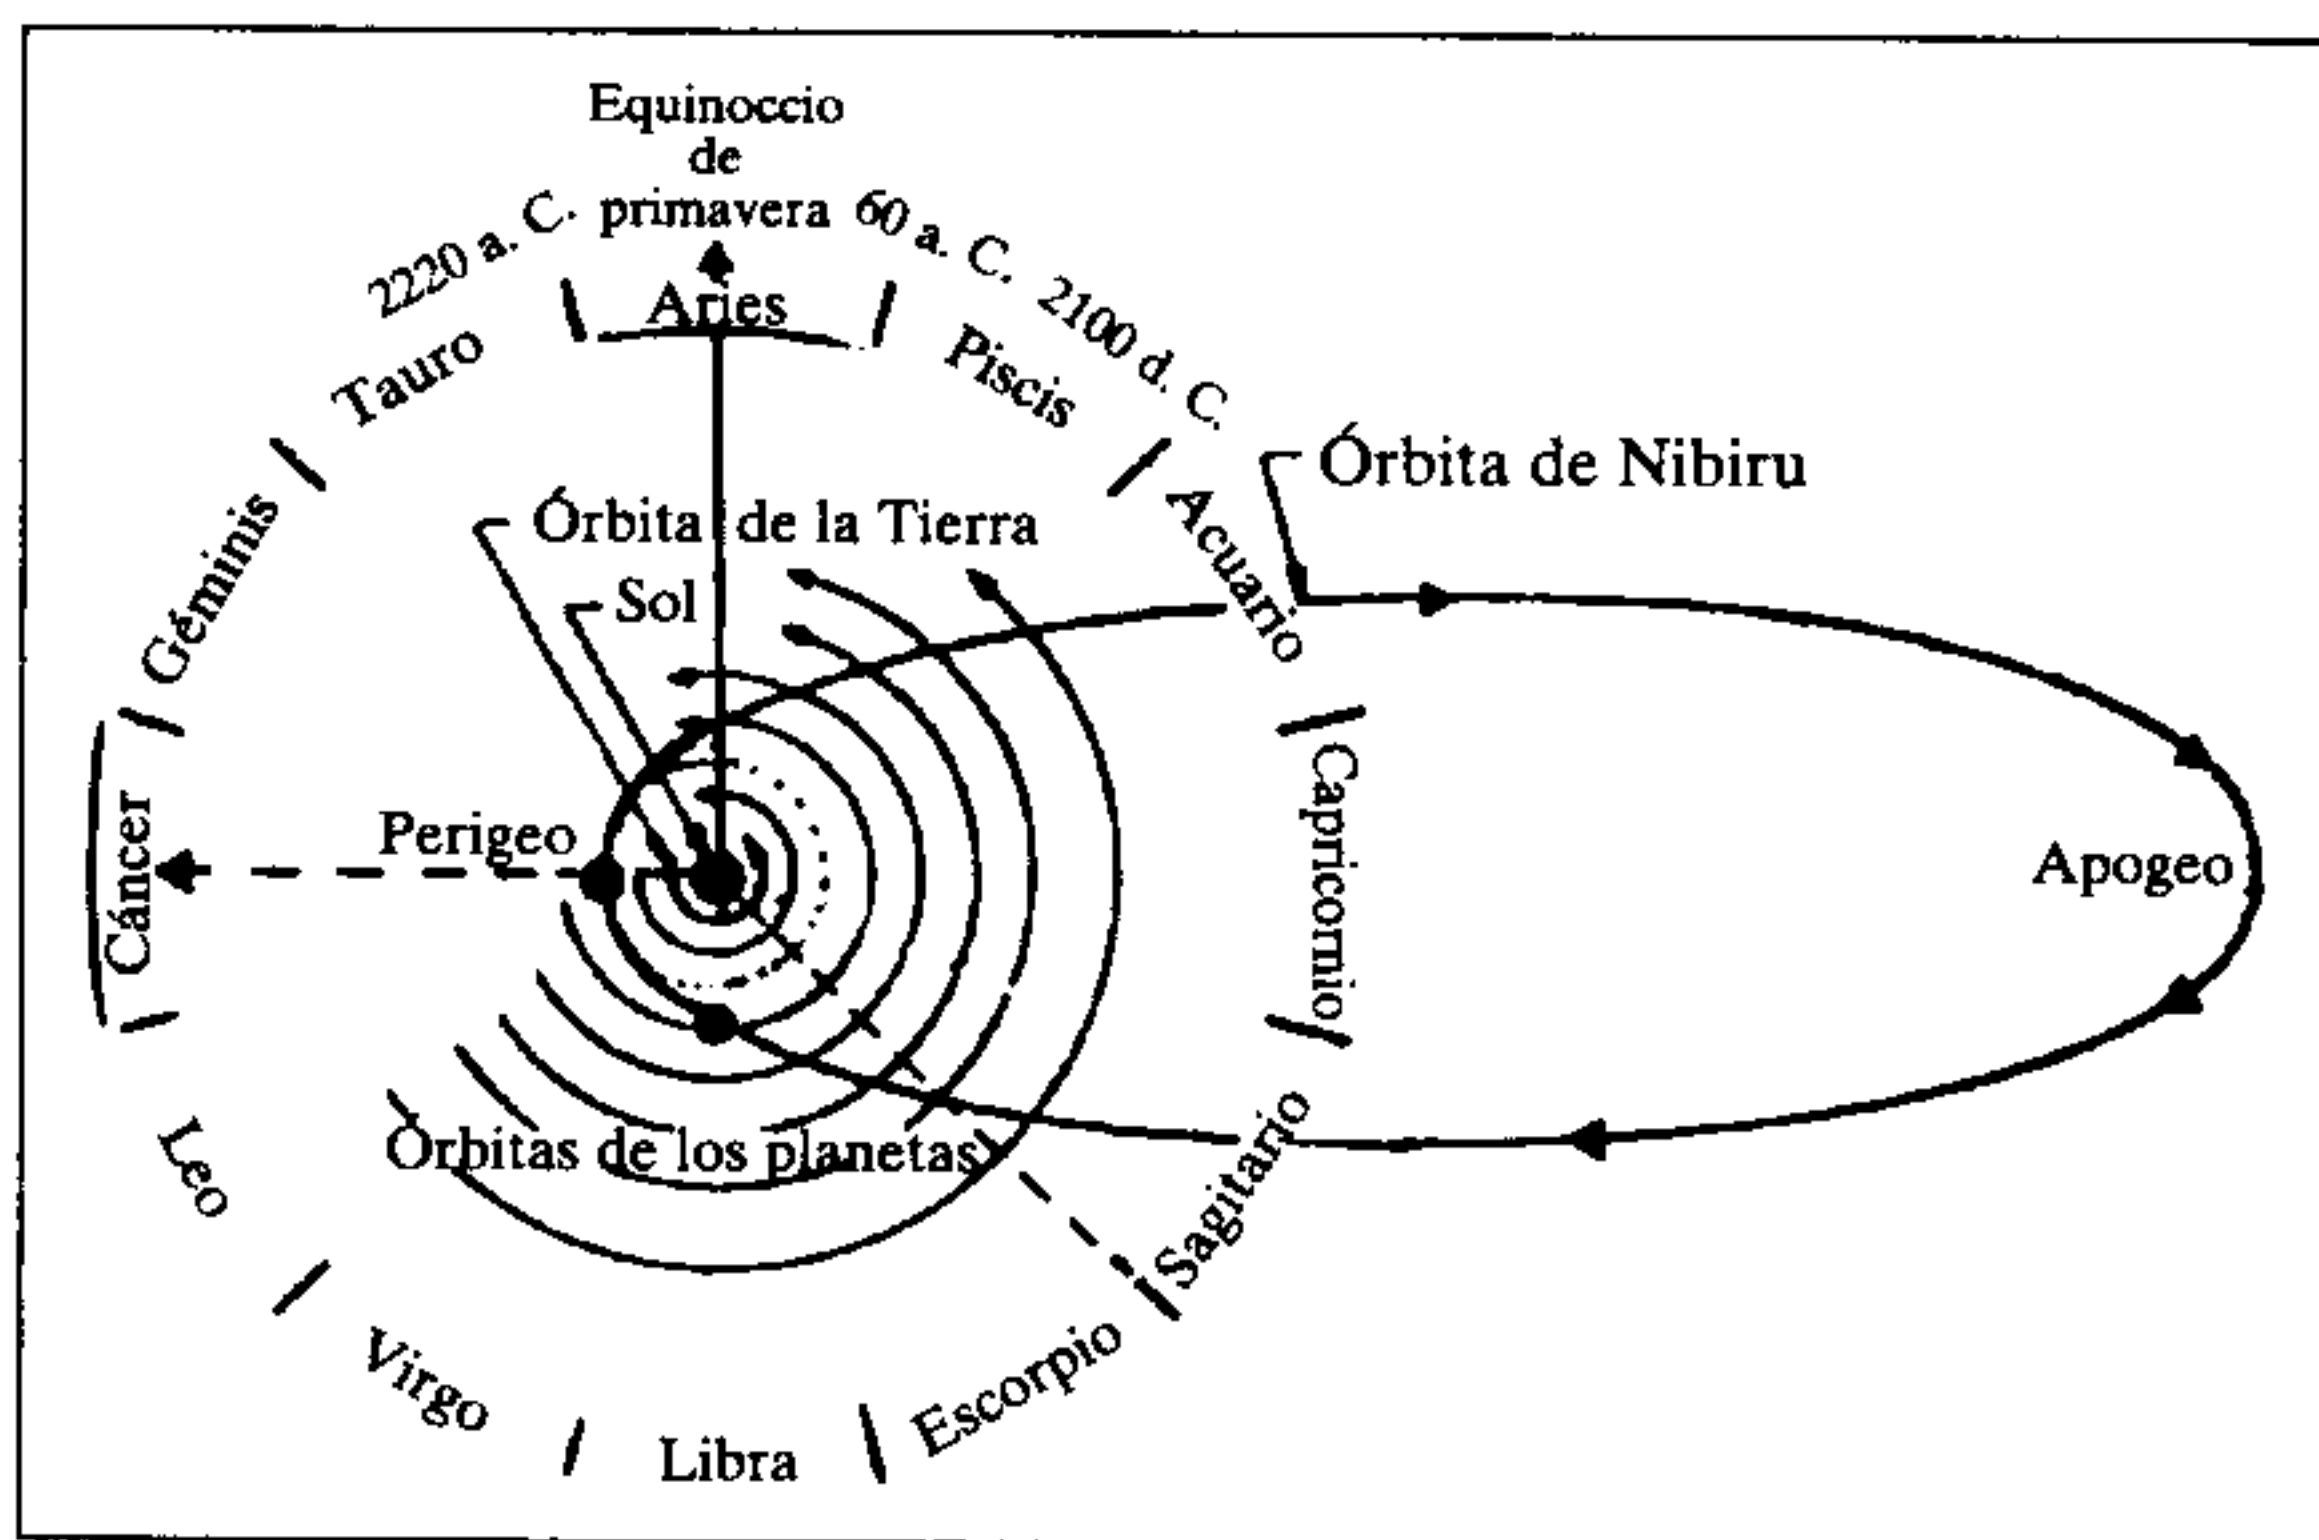 Equinoccio
de
primavera
2220 a. C.
60 a. C.
2100 d. C.
Aries
Tauro
Piscis
Órbita de Nibiru
Acuario
Órbita de la Tierra
Géminis
Sol
Capricornio
Perigeo
Apogeo
Cáncer
Órbitas de los planetas
Leo
Sagitario
Virgo
Escorpio
Libra